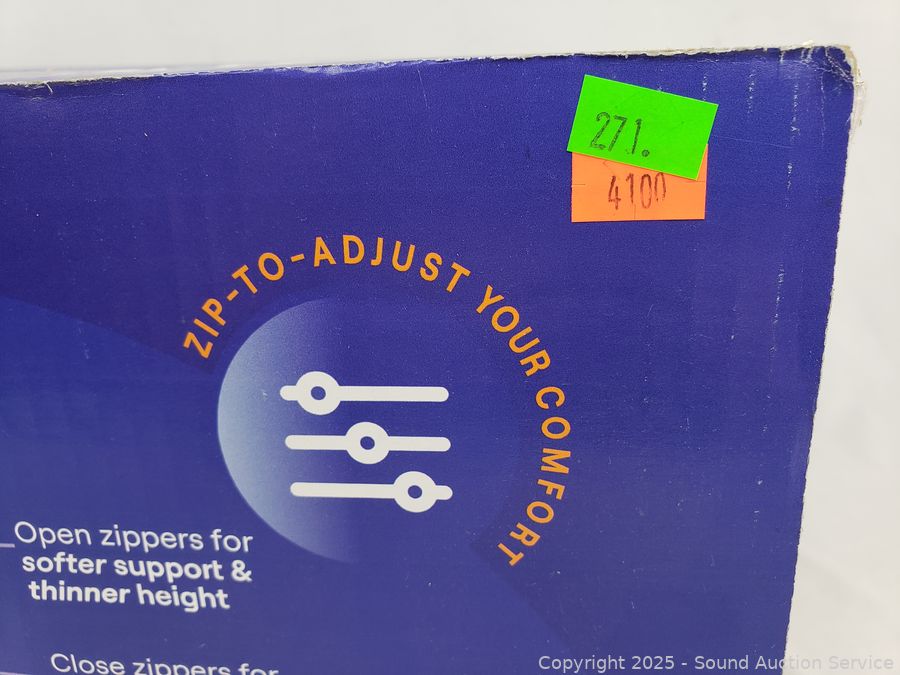 271.
4100
ZIP-TO-ADJUST YOUR COMFORT
Open zippers for
softer support &
thinner height
Close zippers for
Copyright 2025 - Sound Auction Service